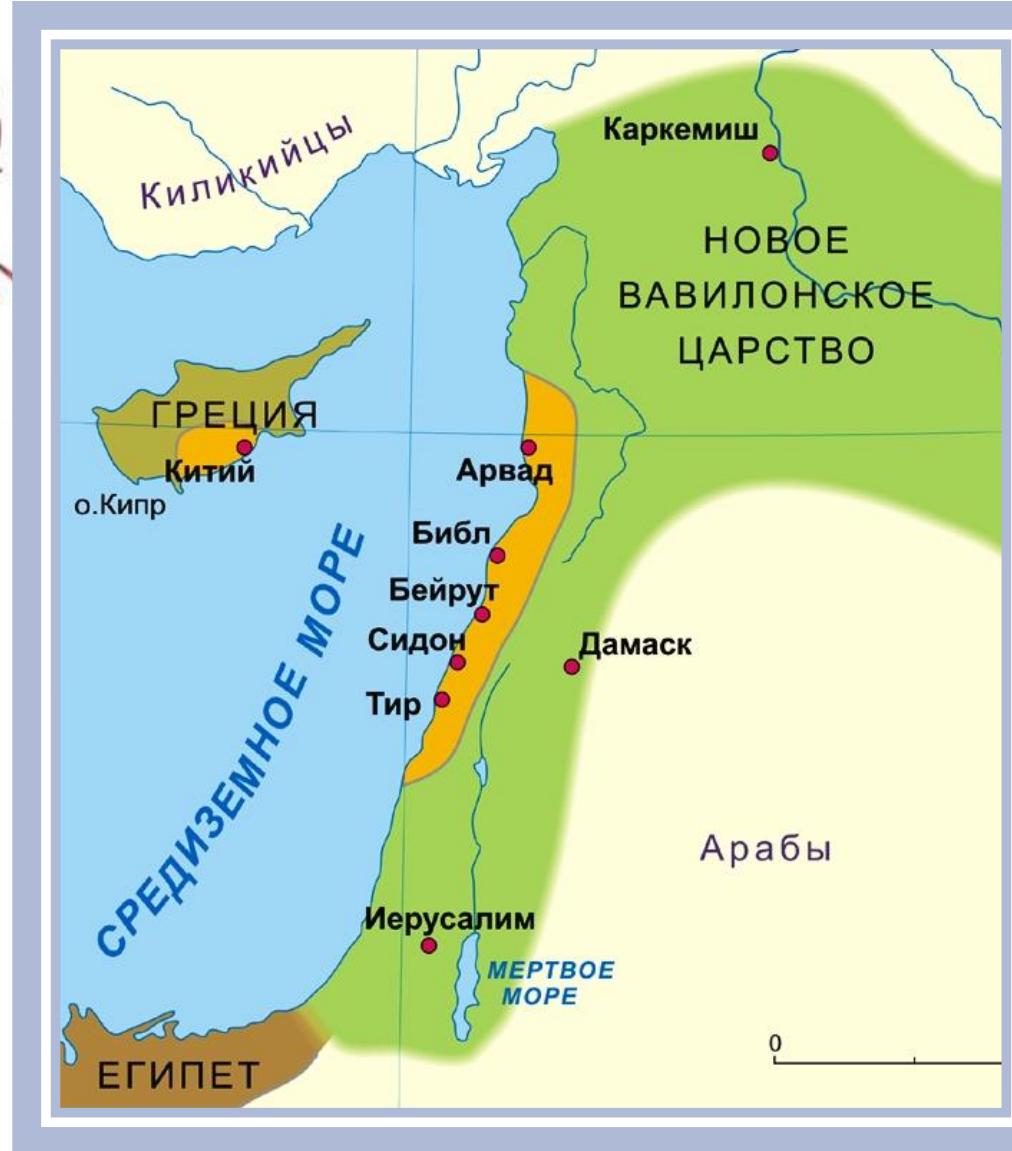 Киликийцы
Каркемиш
НОВОЕ
ВАВИЛОНСКОЕ
ЦАРСТВО
ГРЕЦИЯ
Китий
о.Кипр
Арвад
Библ
Бейрут
Сидон
Тир
Дамаск
СРЕДИЗЕМНОЕ МОРЕ
Арабы
Иерусалим
МЕРТВОЕ
МОРЕ
ЕГИПЕТ
0